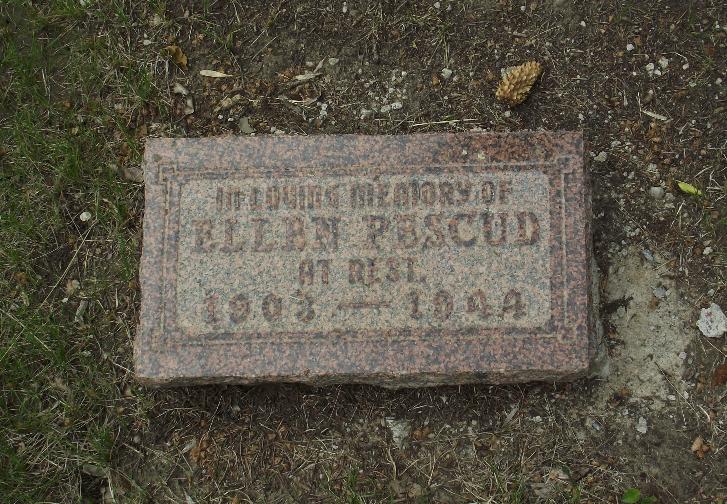 IN LOVING MEMORY OF
ELLEN PESCUD
AT REST.
1903 — 1944